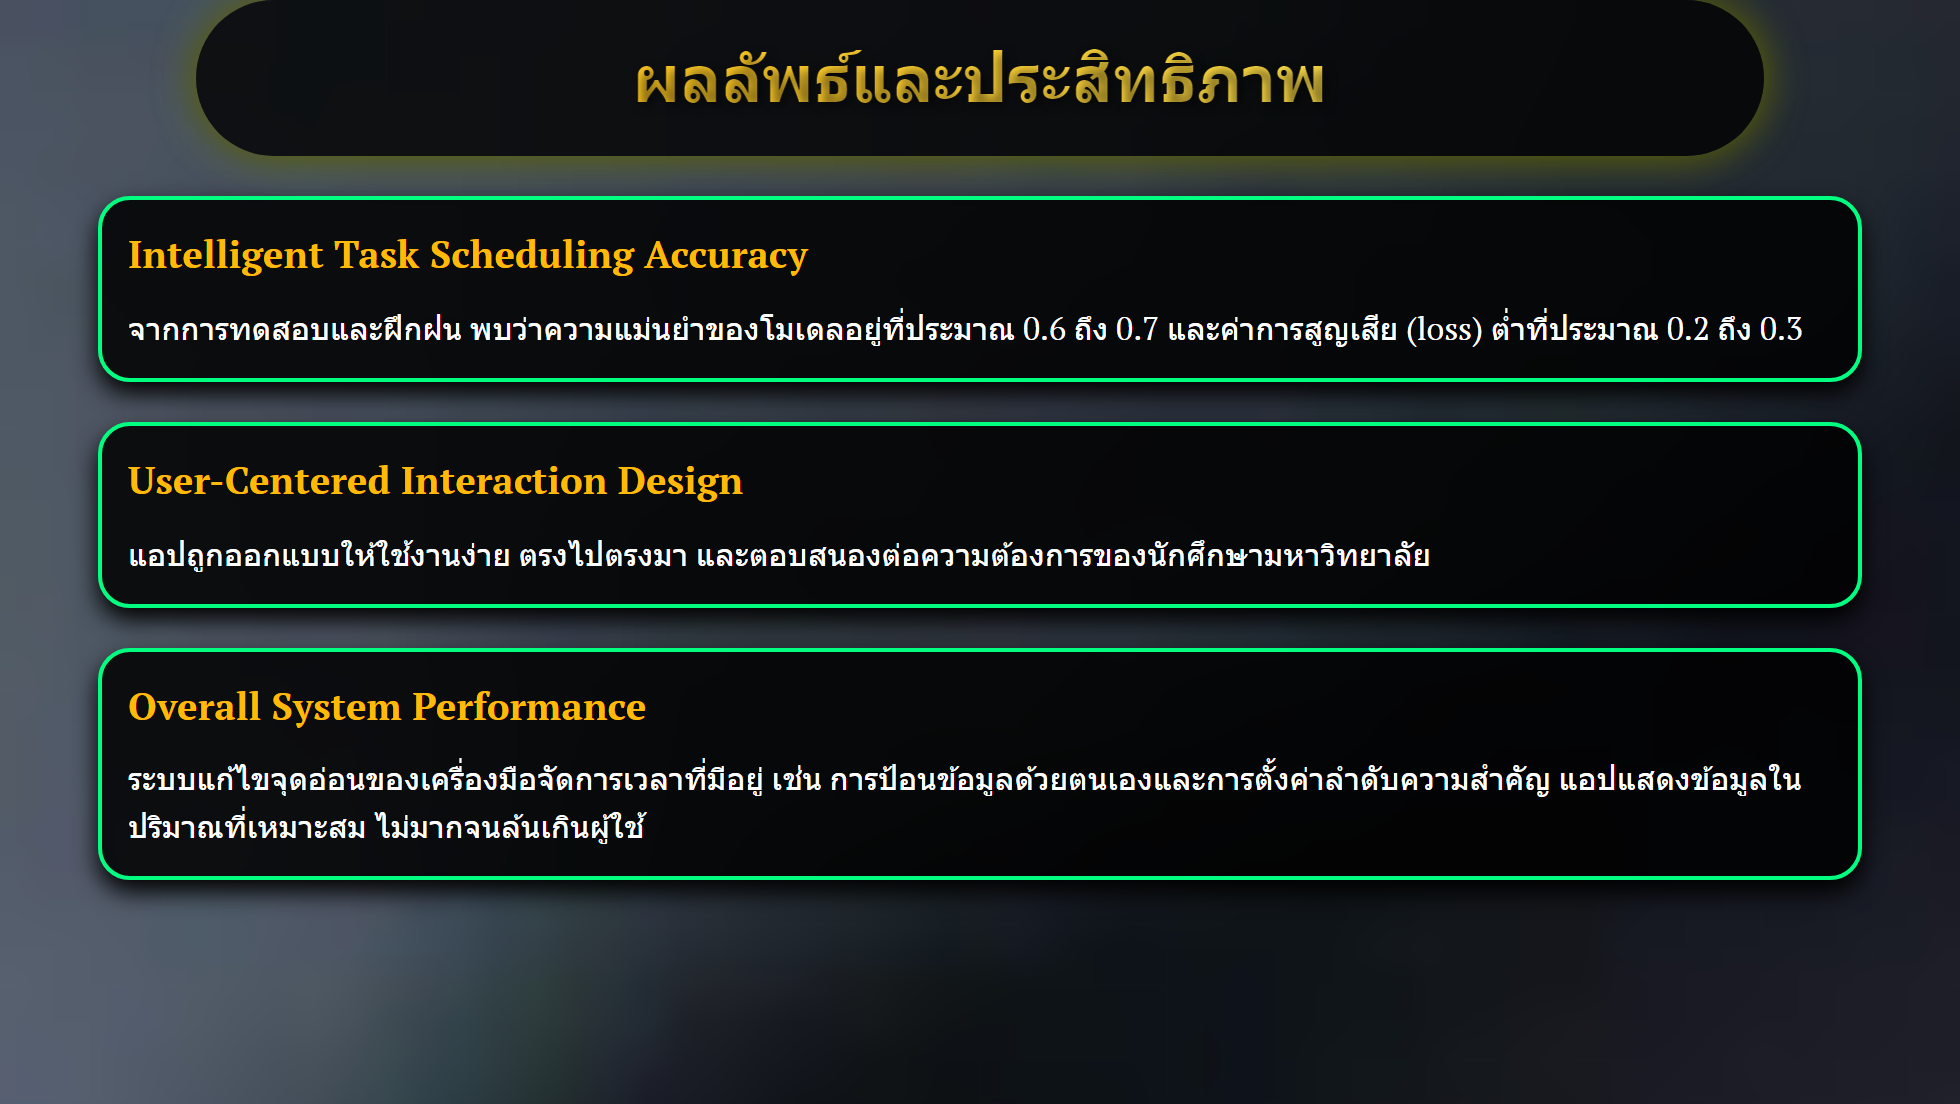 ผลลัพธ์และประสิทธิภาพ
Intelligent Task Scheduling Accuracy
จากการทดสอบและฝึกฝน พบว่าความแม่นยำของโมเดลอยู่ที่ประมาณ 0.6 ถึง 0.7 และค่าการสูญเสีย (loss) ต่ำที่ประมาณ 0.2 ถึง 0.3
User-Centered Interaction Design
แอปถูกออกแบบให้ใช้งานง่าย ตรงไปตรงมา และตอบสนองต่อความต้องการของนักศึกษามหาวิทยาลัย
Overall System Performance
ระบบแก้ไขจุดอ่อนของเครื่องมือจัดการเวลาที่มีอยู่ เช่น การป้อนข้อมูลด้วยตนเองและการตั้งค่าลำดับความสำคัญ แอปแสดงข้อมูลใน
ปริมาณที่เหมาะสม ไม่มากจนล้นเกินผู้ใช้